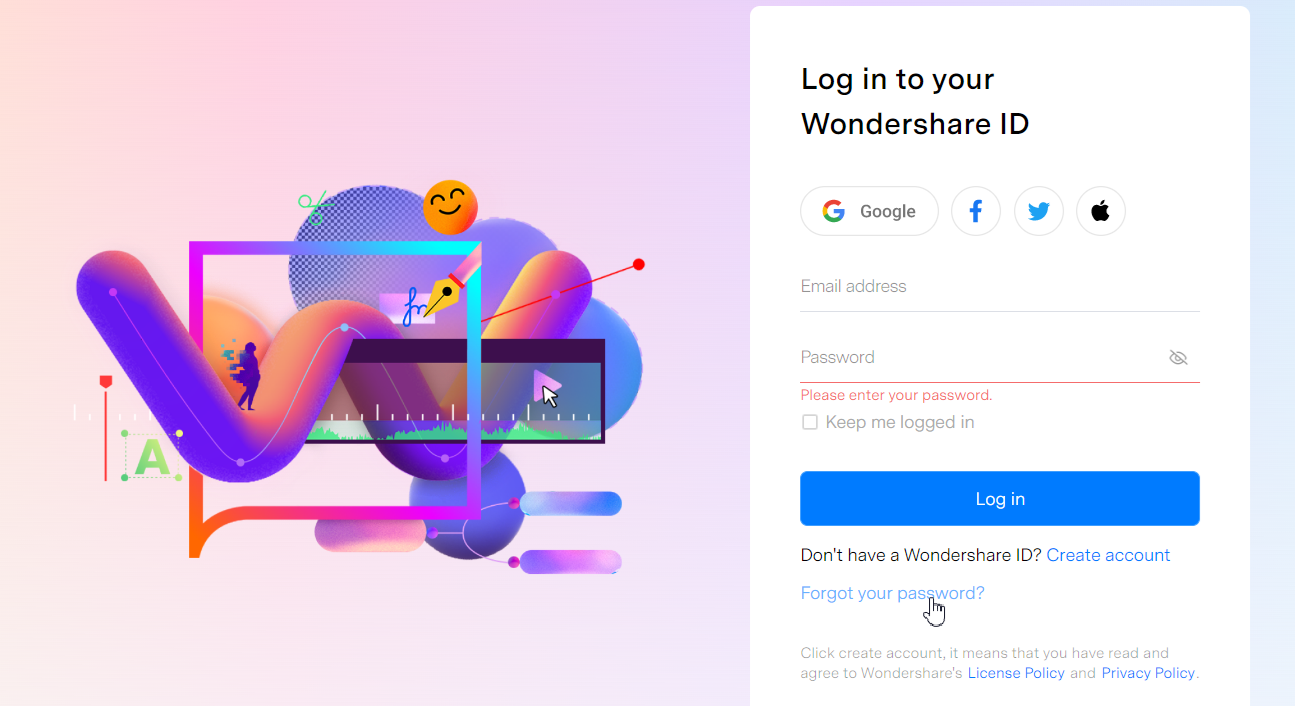 Log in to your
Wondershare ID
Google
Email address
Password
Please enter your password.
Keep me logged in
Log in
Don't have a Wondershare ID? Create account
Forgot your password?
Click create account, it means that you have read and
agree to Wondershare's License Policy and Privacy Policy.
A